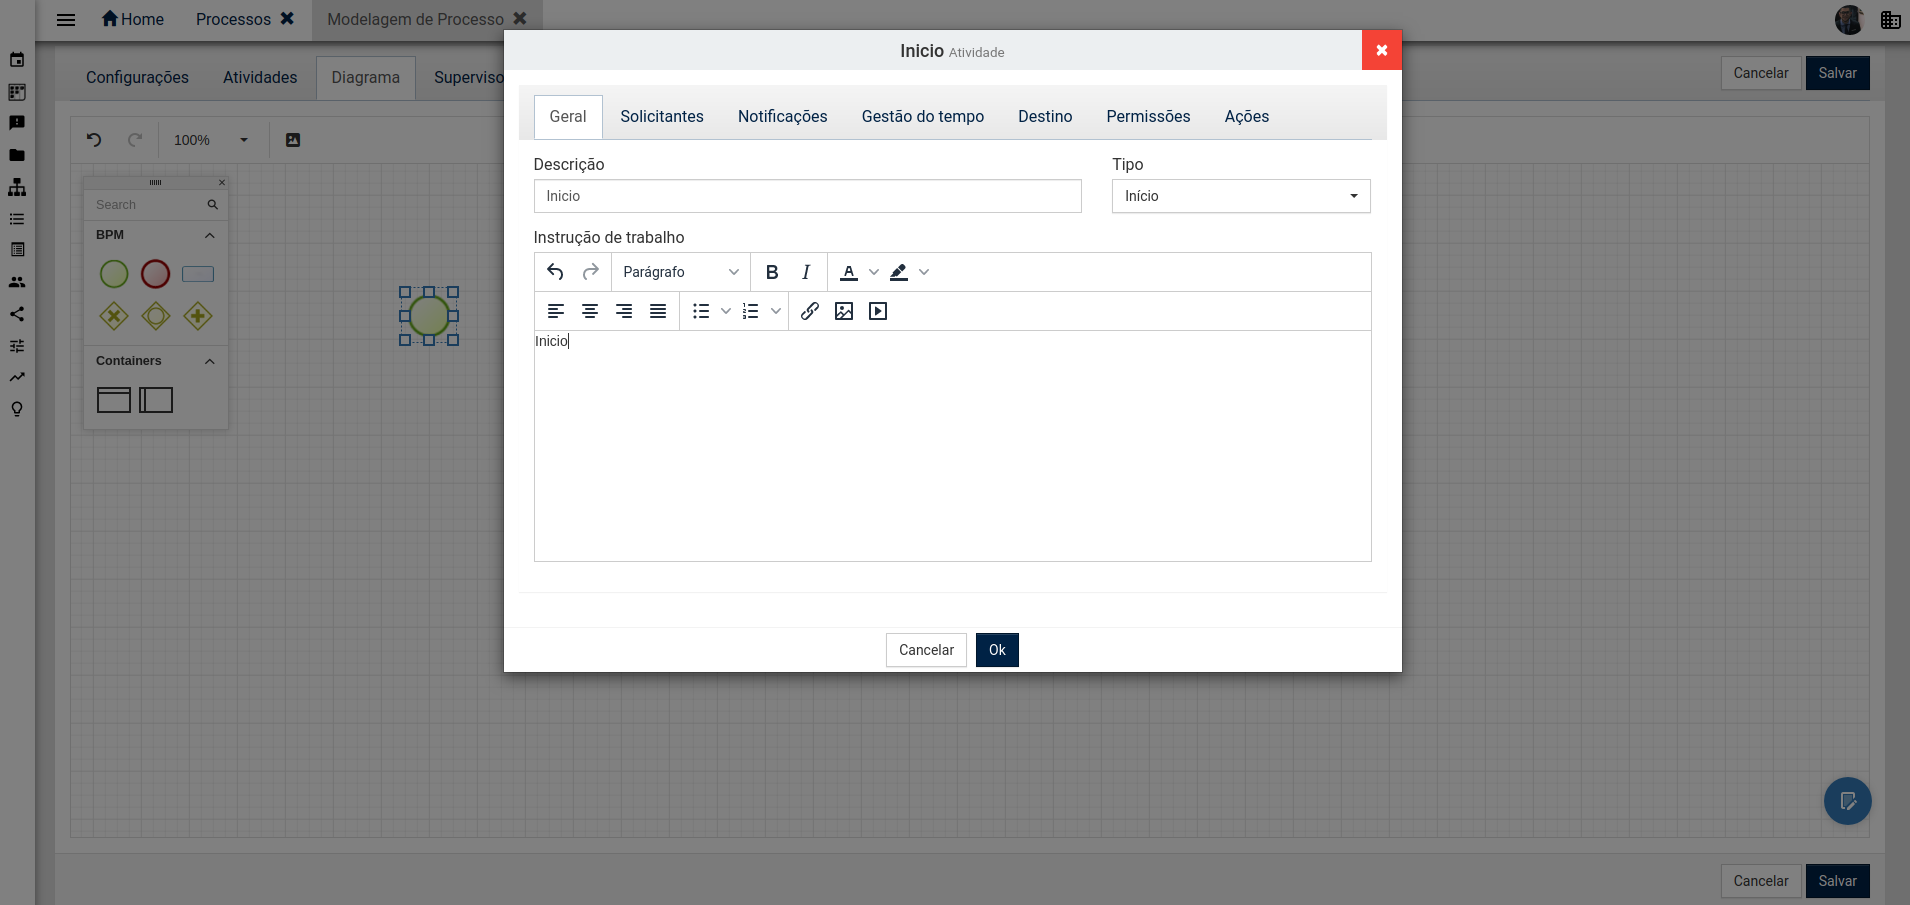 Home Processos Modelagem de Processo
Inicio Atividade
Configurações Atividades Diagrama
Cancelar Salvar
Geral Solicitantes Notificações Gestão do tempo Destino Permissões Ações
100%
Descrição Tipo
Inicio Início
Search
BPM
Containers
Instrução de trabalho
Parágrafo B I A
Inicio
Cancelar Ok
Cancelar Salvar